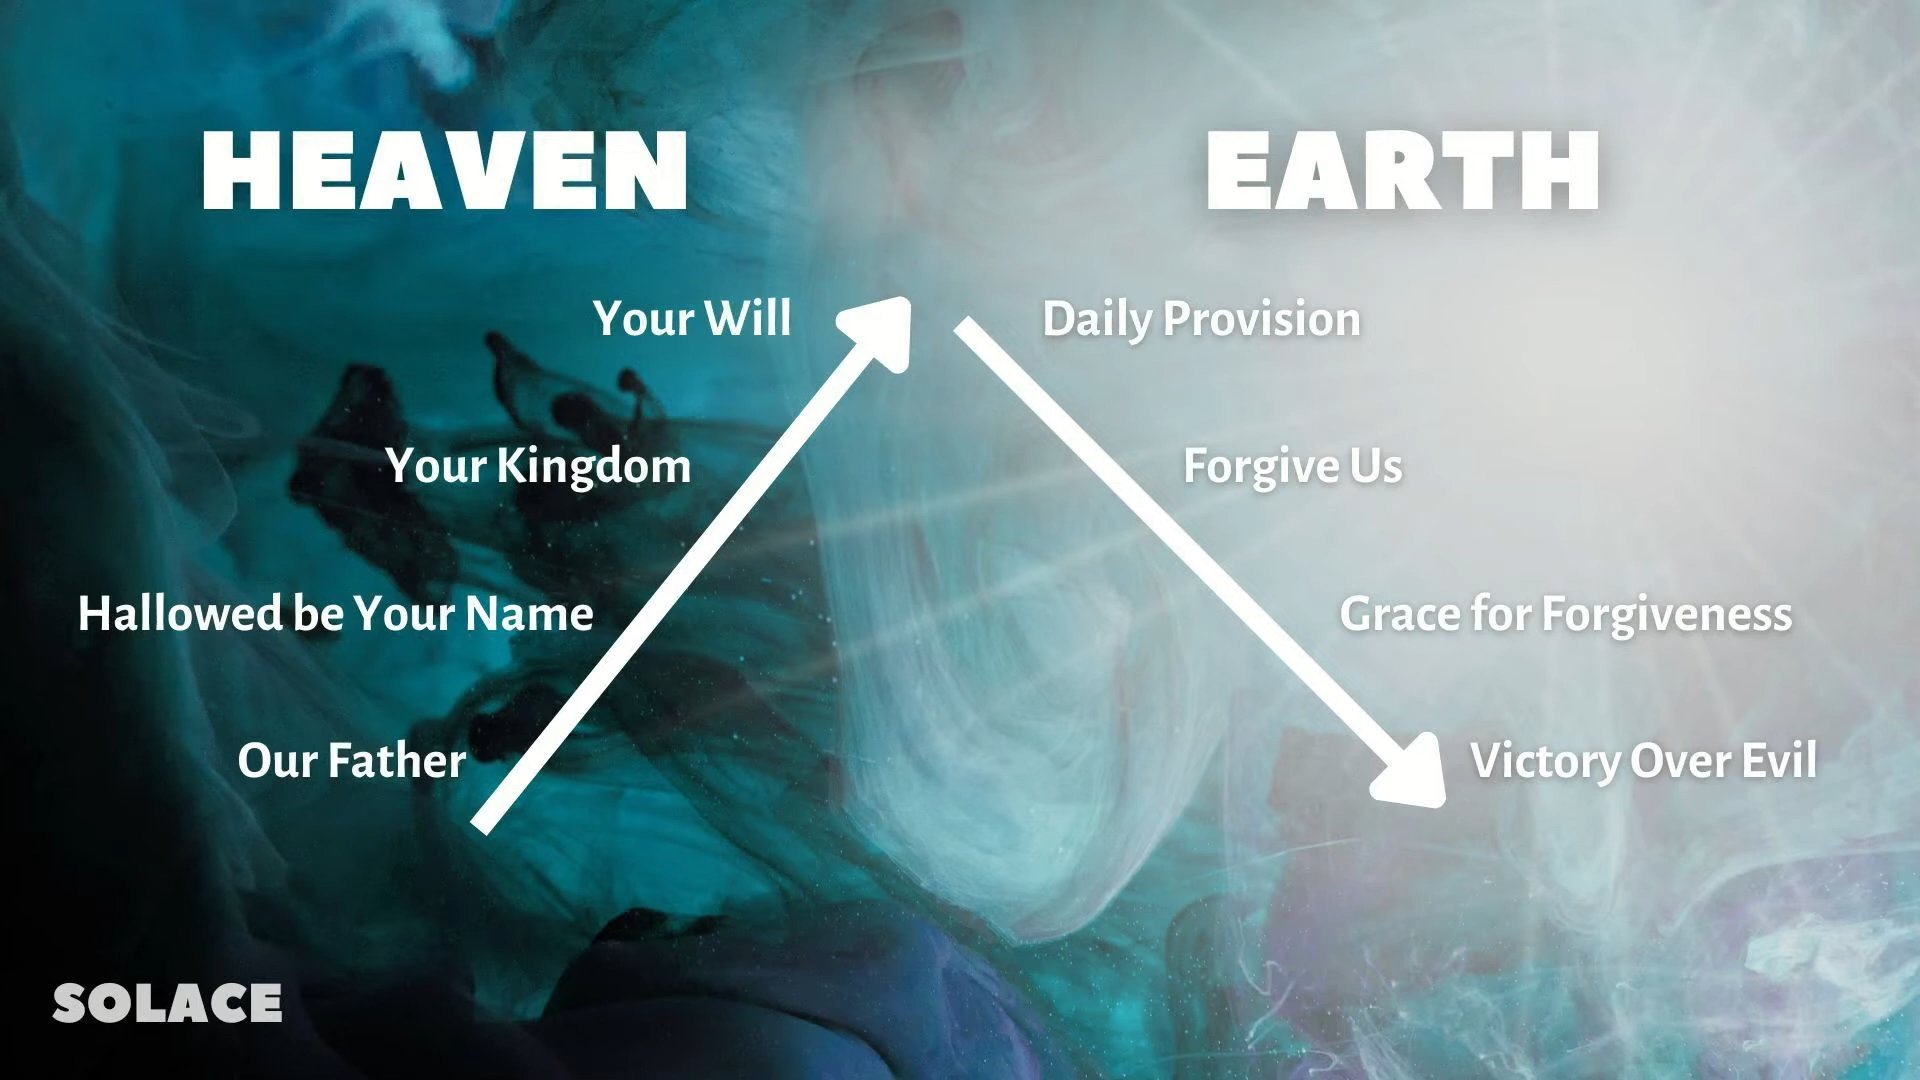 HEAVEN
EARTH
Your Will
Daily Provision
Your Kingdom
Forgive Us
Hallowed be Your Name
Grace for Forgiveness
Our Father
Victory Over Evil
SOLACE